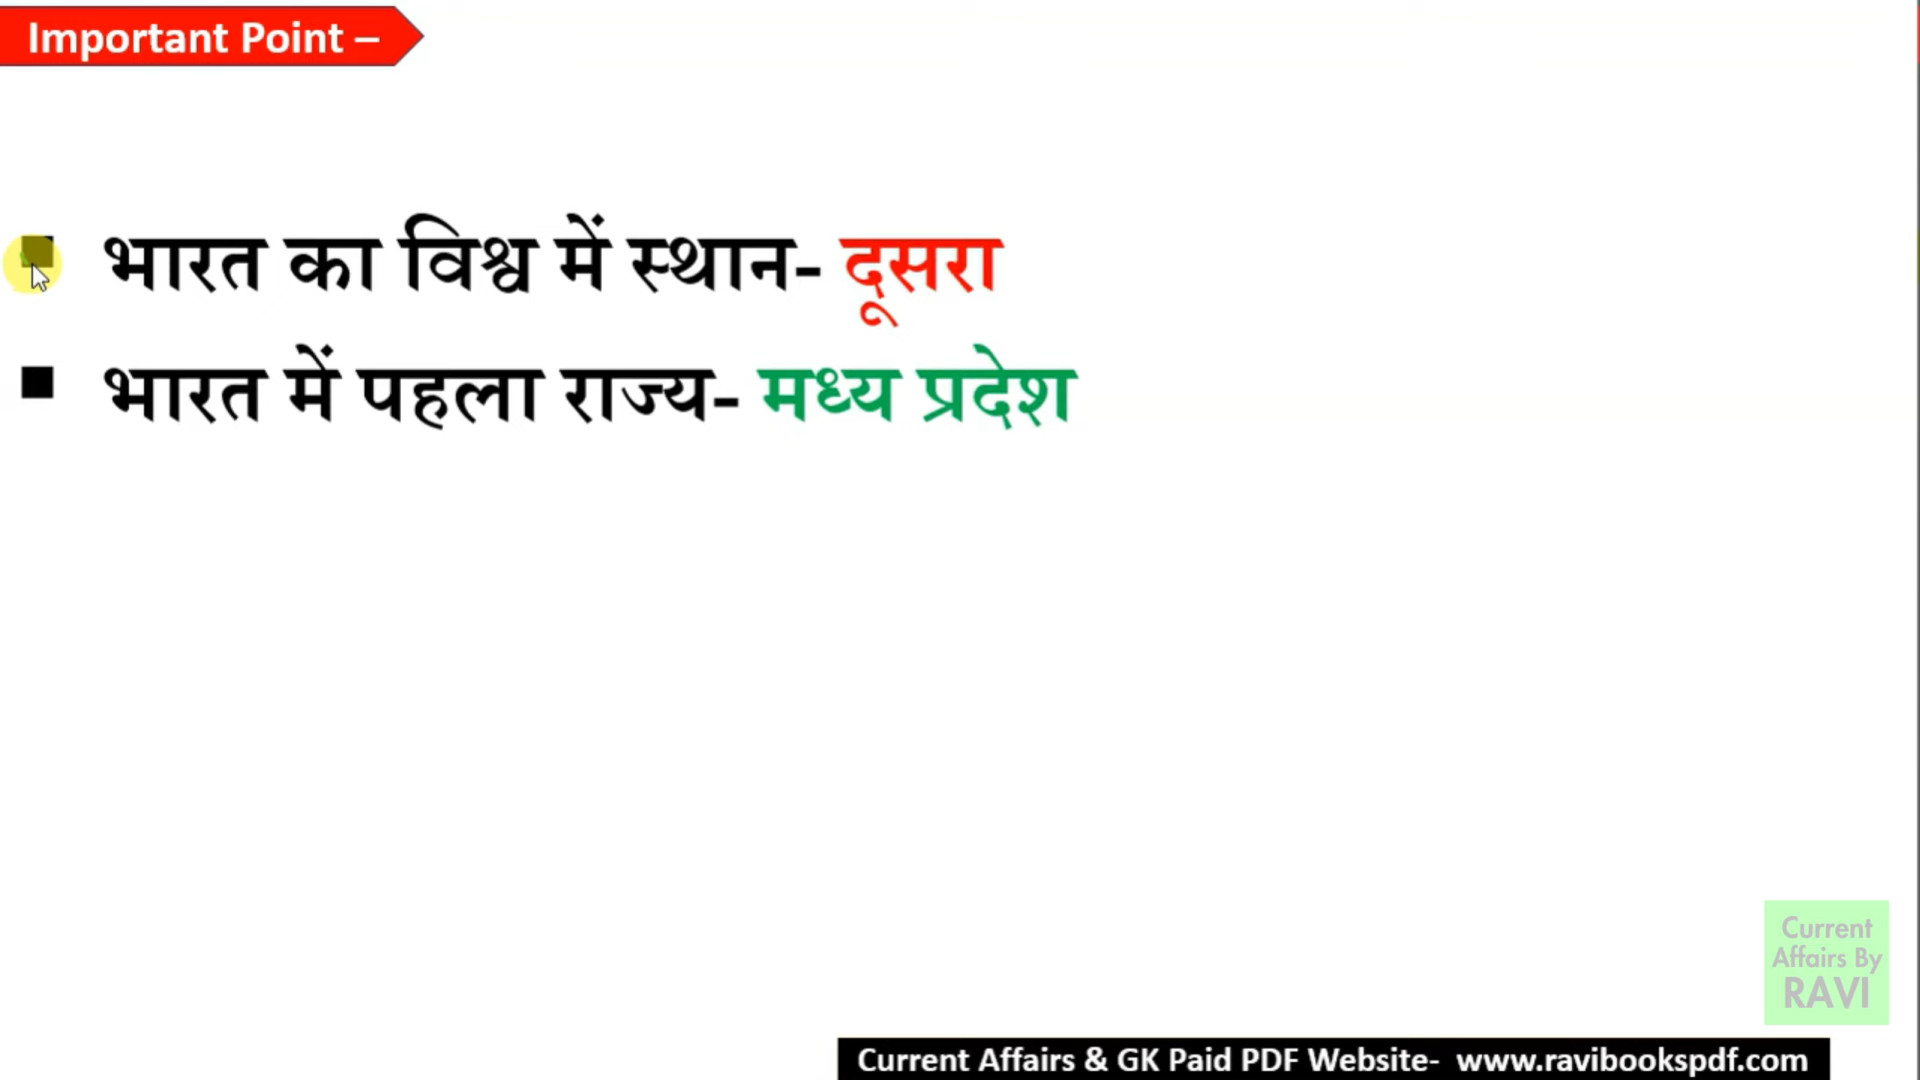 Important Point –
▪ भारत का विश्व में स्थान- दूसरा
▪ भारत में पहला राज्य- मध्य प्रदेश
Current
Affairs By
RAVI
Current Affairs & GK Paid PDF Website- www.ravibookspdf.com